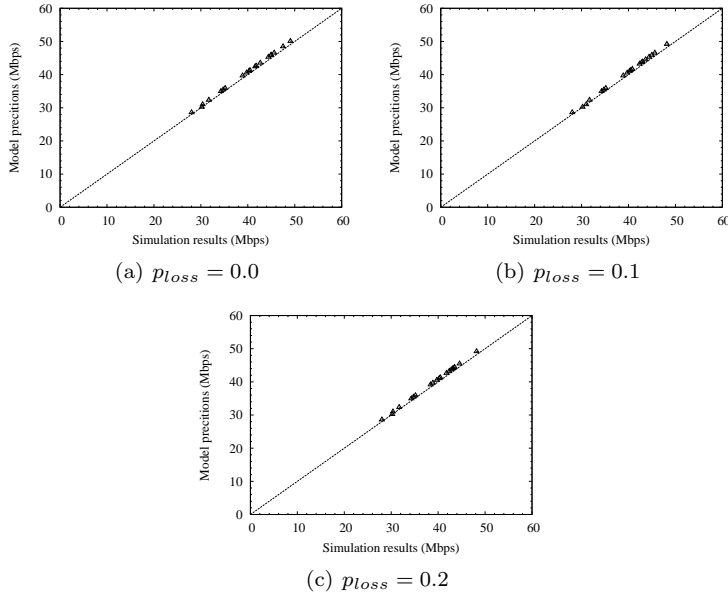 60
50
40
30
20
10
0
0 10 20 30 40 50 60
Model precitions (Mbps)
Simulation results (Mbps)
(a) p_loss = 0.0
60
50
40
30
20
10
0
0 10 20 30 40 50 60
Model precitions (Mbps)
Simulation results (Mbps)
(b) p_loss = 0.1
60
50
40
30
20
10
0
0 10 20 30 40 50 60
Model precitions (Mbps)
Simulation results (Mbps)
(c) p_loss = 0.2